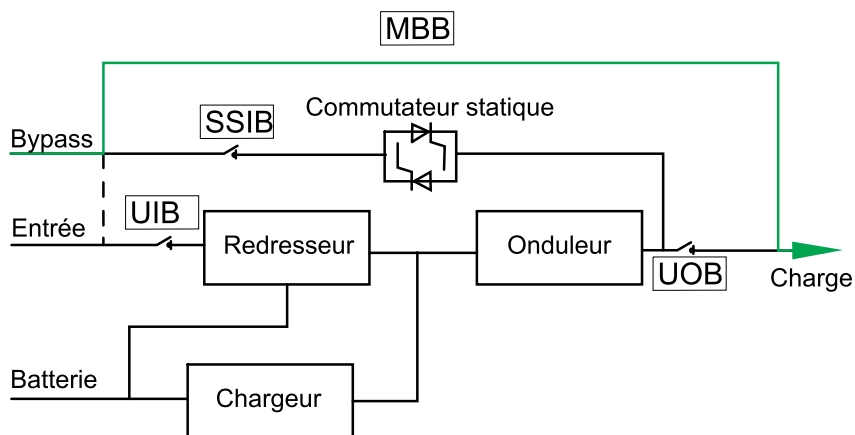 MBB
SSIB
Commutateur statique
Bypass
UIB
Entrée
Redresseur
Onduleur
UOB
Charge
Batterie
Chargeur